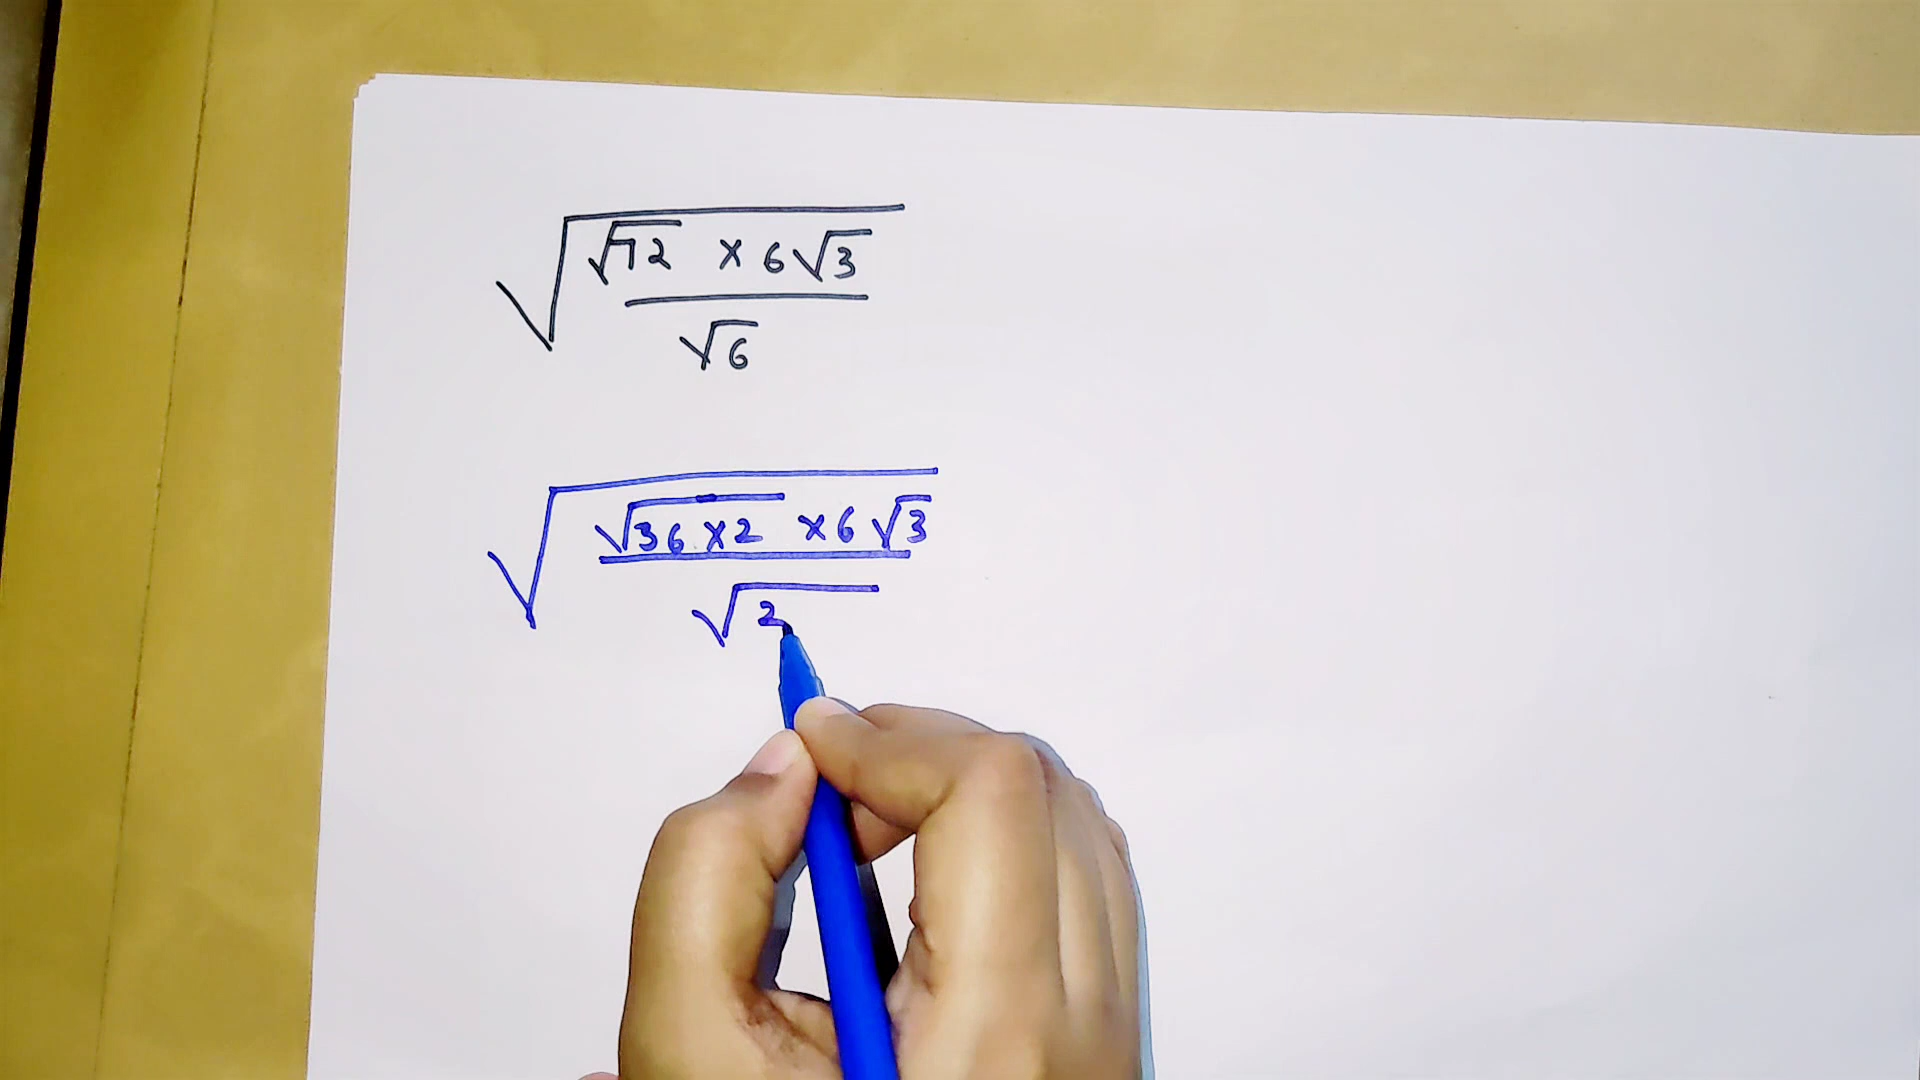 √(√72 × 6√3
√6)
√(√36×2 × 6√3
√2)